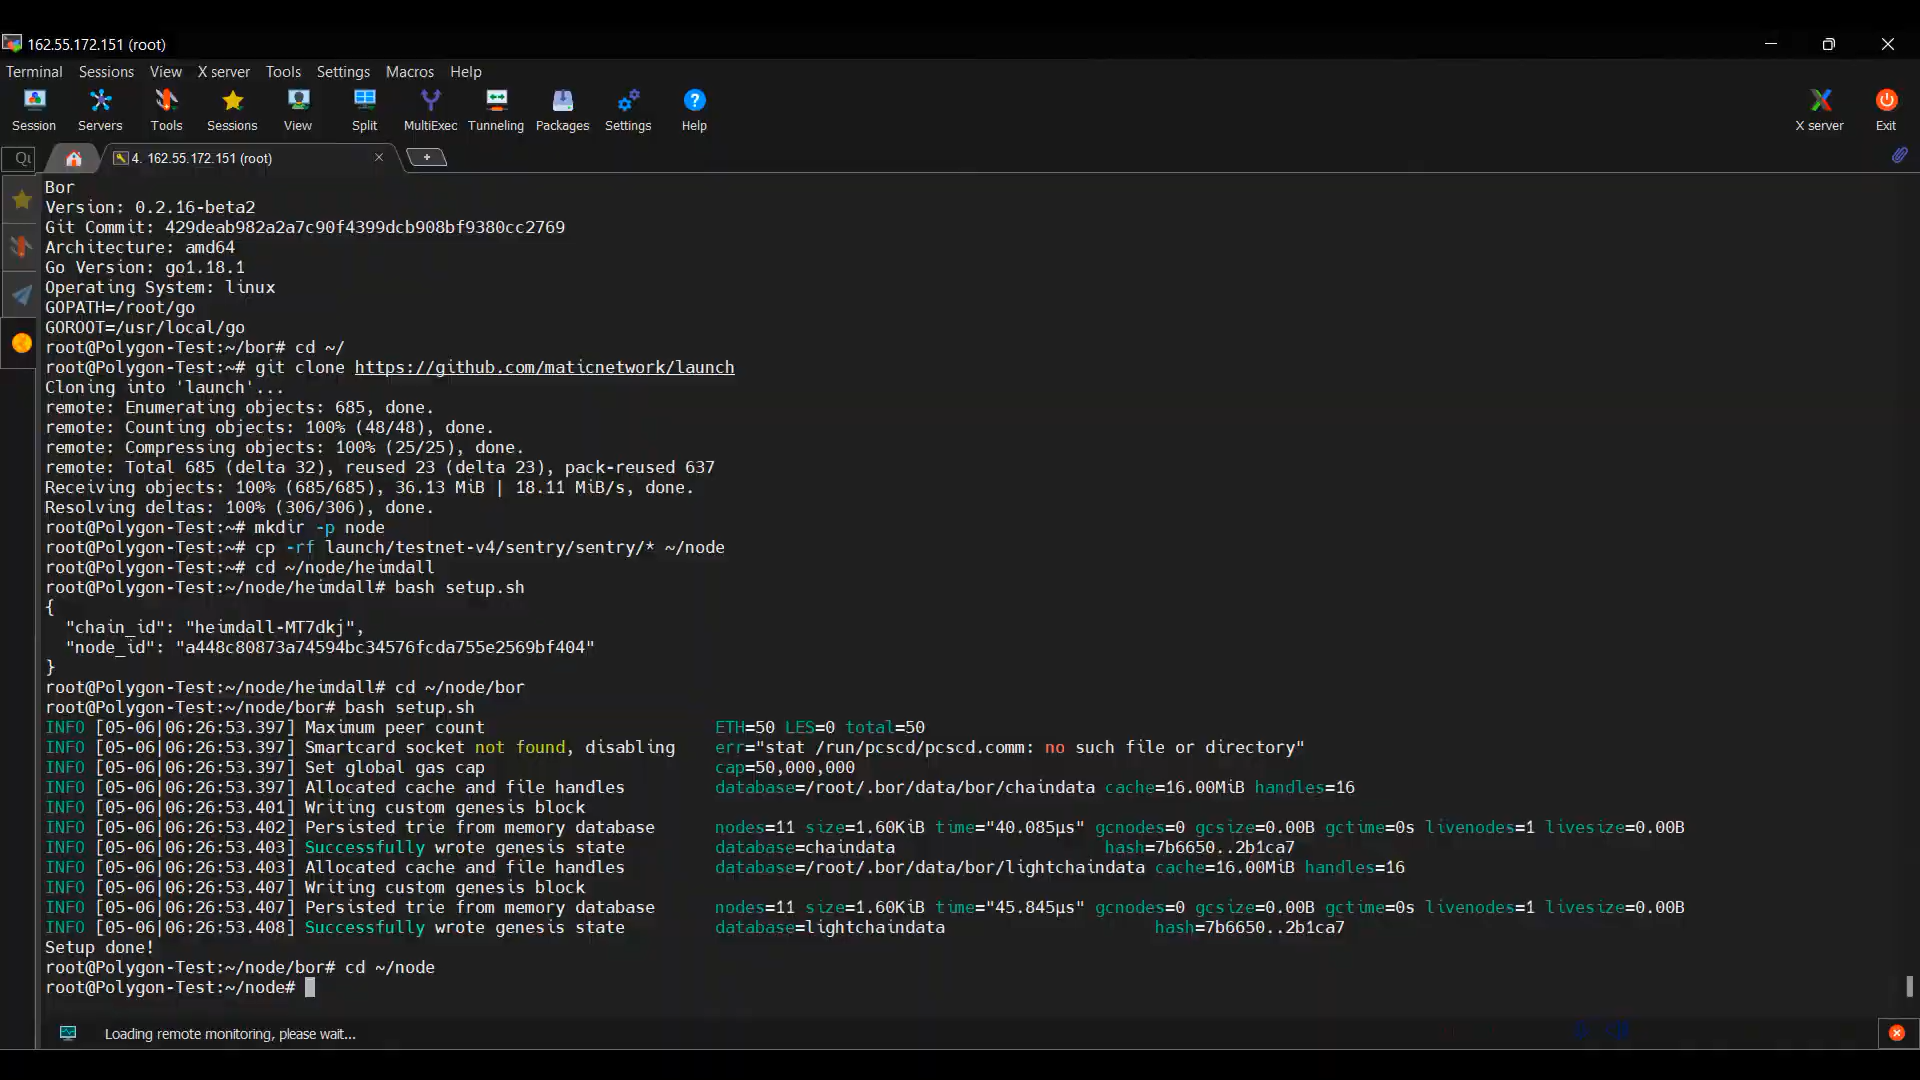 162.55.172.151 (root)
Terminal Sessions View X server Tools Settings Macros Help
Session Servers Tools Sessions View Split MultiExec Tunneling Packages Settings Help X server Exit
4. 162.55.172.151 (root)
Bor
Version: 0.2.16-beta2
Git Commit: 429deab982a2a7c90f4399dcb908bf9380cc2769
Architecture: amd64
Go Version: go1.18.1
Operating System: linux
GOPATH=/root/go
GOROOT=/usr/local/go
root@Polygon-Test:~/bor# cd ~/
root@Polygon-Test:~# git clone https://github.com/maticnetwork/launch
Cloning into 'launch'...
remote: Enumerating objects: 685, done.
remote: Counting objects: 100% (48/48), done.
remote: Compressing objects: 100% (25/25), done.
remote: Total 685 (delta 32), reused 23 (delta 23), pack-reused 637
Receiving objects: 100% (685/685), 36.13 MiB | 18.11 MiB/s, done.
Resolving deltas: 100% (306/306), done.
root@Polygon-Test:~# mkdir -p node
root@Polygon-Test:~# cp -rf launch/testnet-v4/sentry/sentry/* ~/node
root@Polygon-Test:~# cd ~/node/heimdall
root@Polygon-Test:~/node/heimdall# bash setup.sh
{
"chain_id": "heimdall-MT7dkj",
"node_id": "a448c80873a74594bc34576fcda755e2569bf404"
}
root@Polygon-Test:~/node/heimdall# cd ~/node/bor
root@Polygon-Test:~/node/bor# bash setup.sh
INFO [05-06|06:26:53.397] Maximum peer count ETH=50 LES=0 total=50
INFO [05-06|06:26:53.397] Smartcard socket not found, disabling err="stat /run/pcscd/pcscd.comm: no such file or directory"
INFO [05-06|06:26:53.397] Set global gas cap cap=50,000,000
INFO [05-06|06:26:53.397] Allocated cache and file handles database=/root/.bor/data/bor/chaindata cache=16.00MiB handles=16
INFO [05-06|06:26:53.401] Writing custom genesis block
INFO [05-06|06:26:53.402] Persisted trie from memory database nodes=11 size=1.60KiB time="40.085µs" gcnodes=0 gcsize=0.00B gctime=0s livenodes=1 livesize=0.00B
INFO [05-06|06:26:53.403] Successfully wrote genesis state database=chaindata hash=7b6650..2b1ca7
INFO [05-06|06:26:53.403] Allocated cache and file handles database=/root/.bor/data/bor/lightchaindata cache=16.00MiB handles=16
INFO [05-06|06:26:53.407] Writing custom genesis block
INFO [05-06|06:26:53.407] Persisted trie from memory database nodes=11 size=1.60KiB time="45.845µs" gcnodes=0 gcsize=0.00B gctime=0s livenodes=1 livesize=0.00B
INFO [05-06|06:26:53.408] Successfully wrote genesis state database=lightchaindata hash=7b6650..2b1ca7
Setup done!
root@Polygon-Test:~/node/bor# cd ~/node
root@Polygon-Test:~/node#
Loading remote monitoring, please wait...